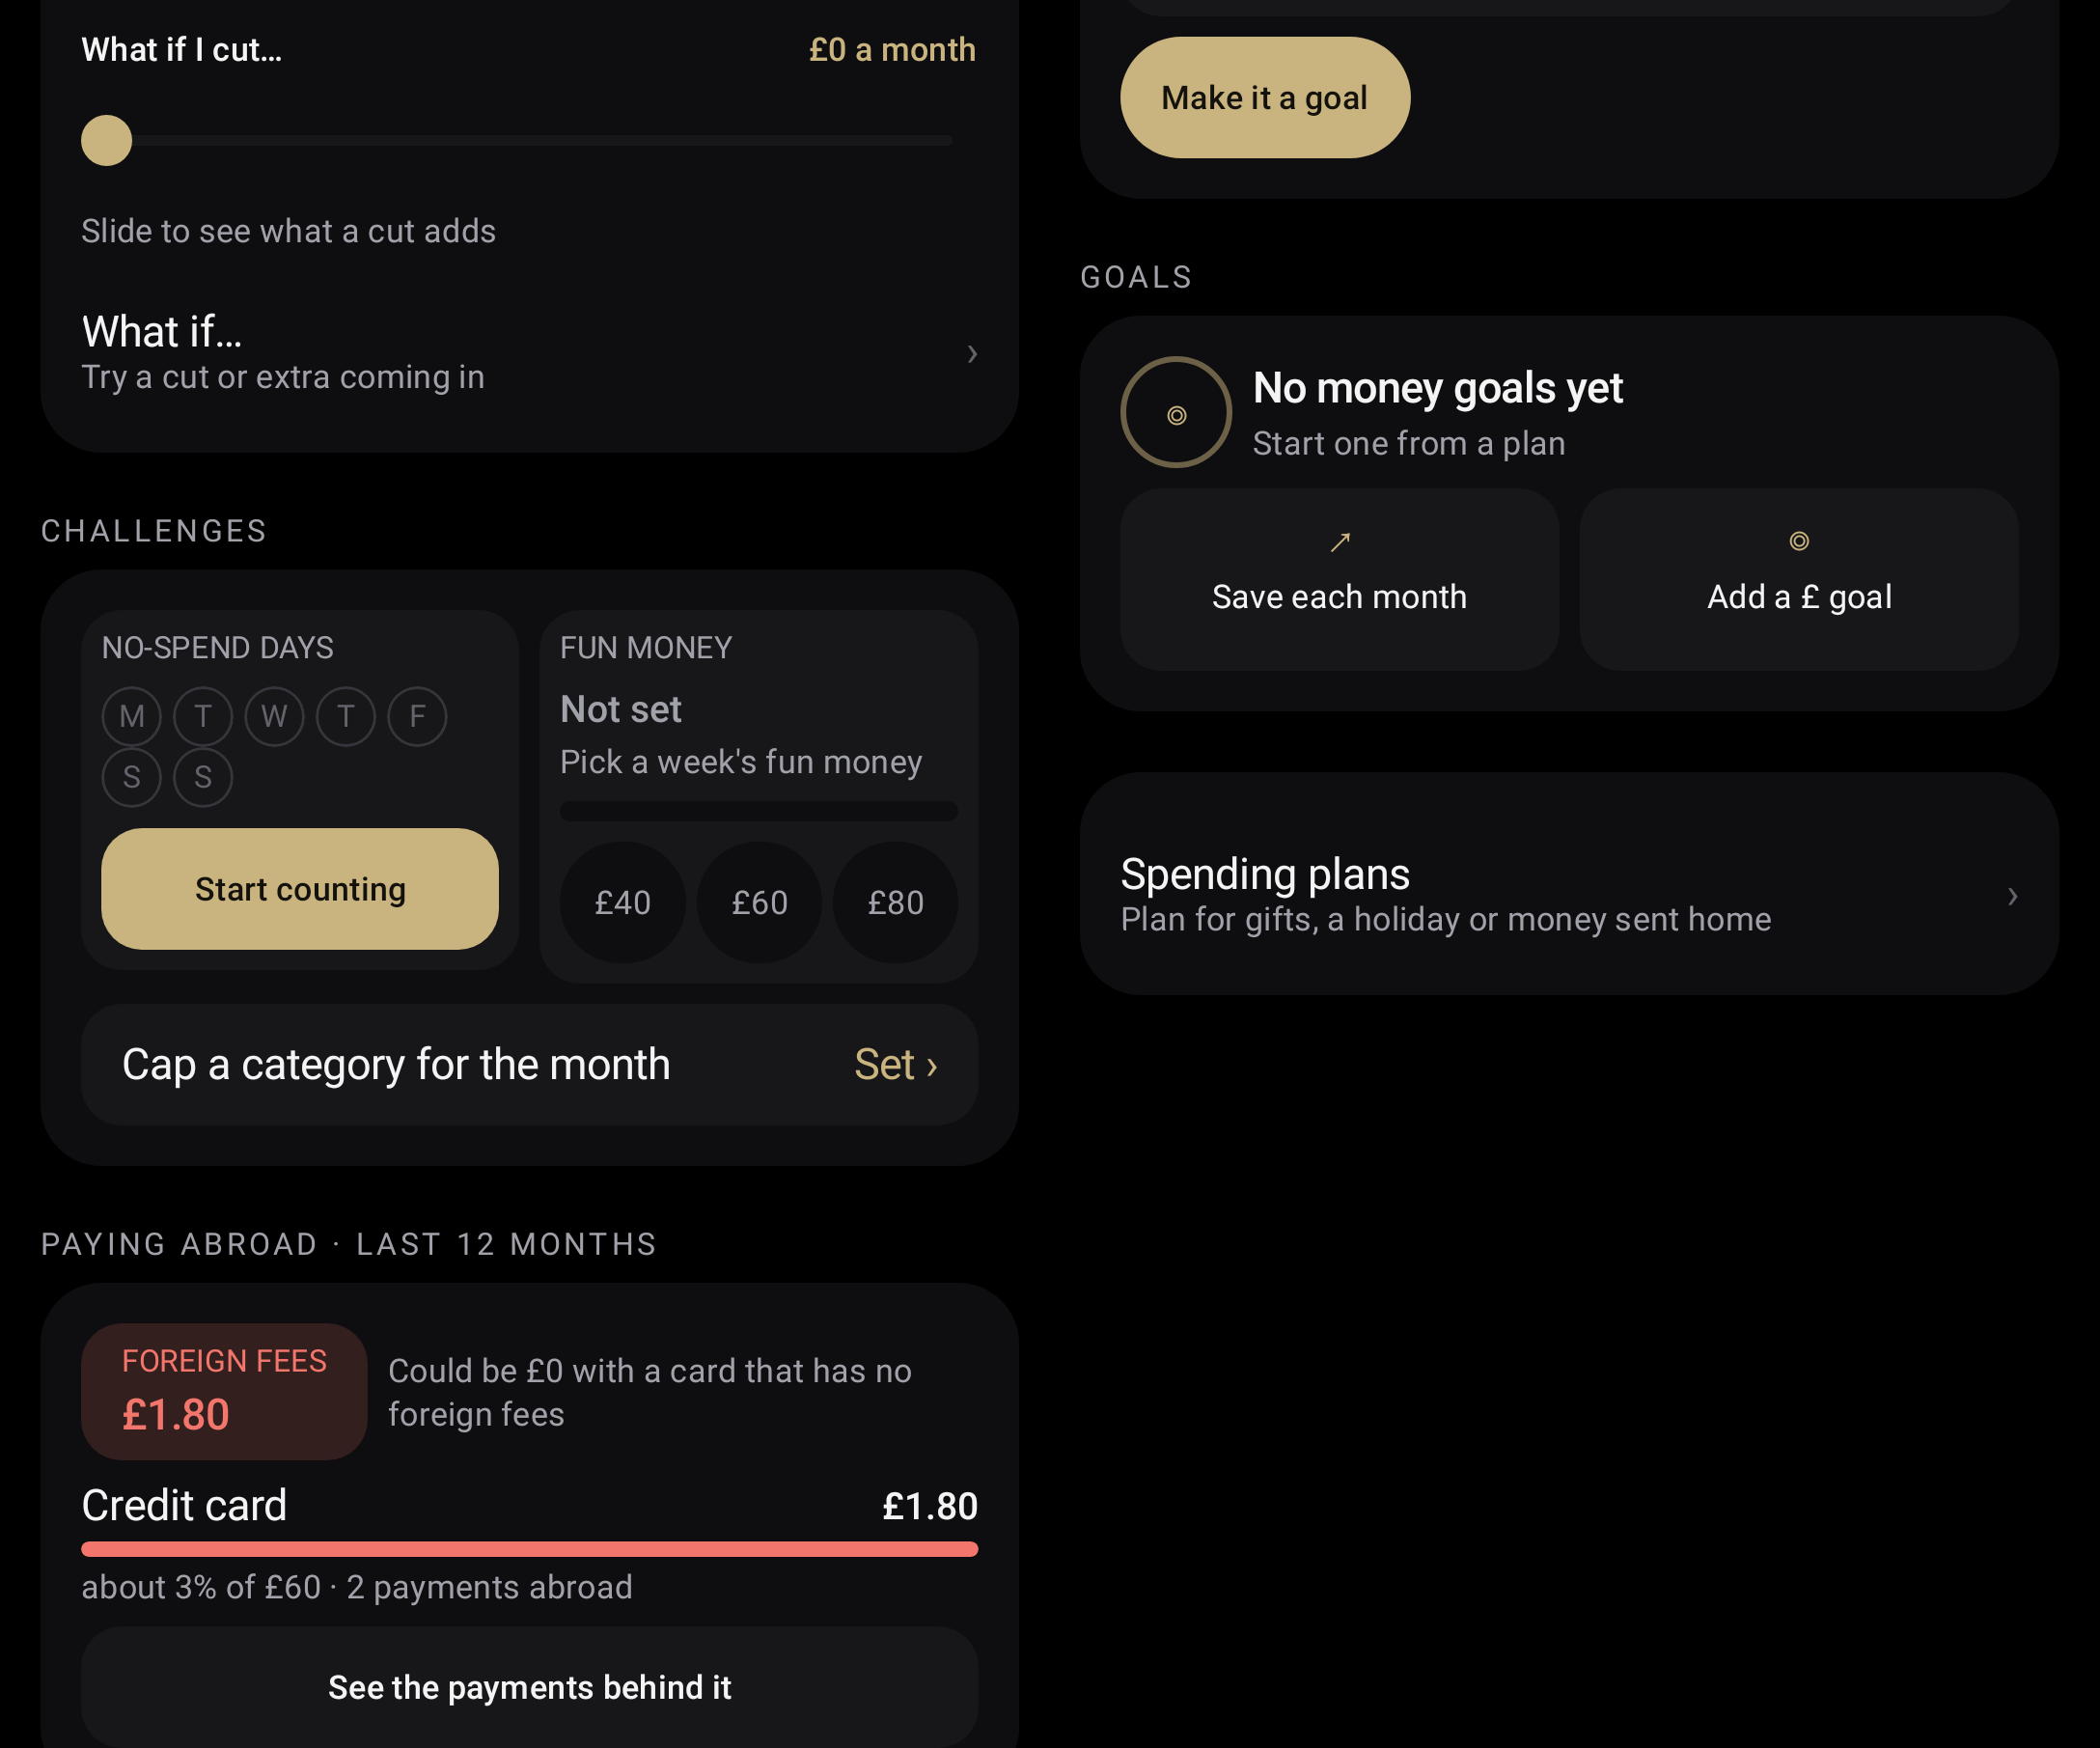 What if I cut…
£0 a month
Slide to see what a cut adds
What if…
Try a cut or extra coming in
›
CHALLENGES
NO-SPEND DAYS
M T W T F
S S
Start counting
FUN MONEY
Not set
Pick a week's fun money
£40 £60 £80
Cap a category for the month
Set ›
PAYING ABROAD · LAST 12 MONTHS
FOREIGN FEES
£1.80
Could be £0 with a card that has no
foreign fees
Credit card
£1.80
about 3% of £60 · 2 payments abroad
See the payments behind it
Make it a goal
GOALS
No money goals yet
Start one from a plan
Save each month
Add a £ goal
Spending plans
Plan for gifts, a holiday or money sent home
›